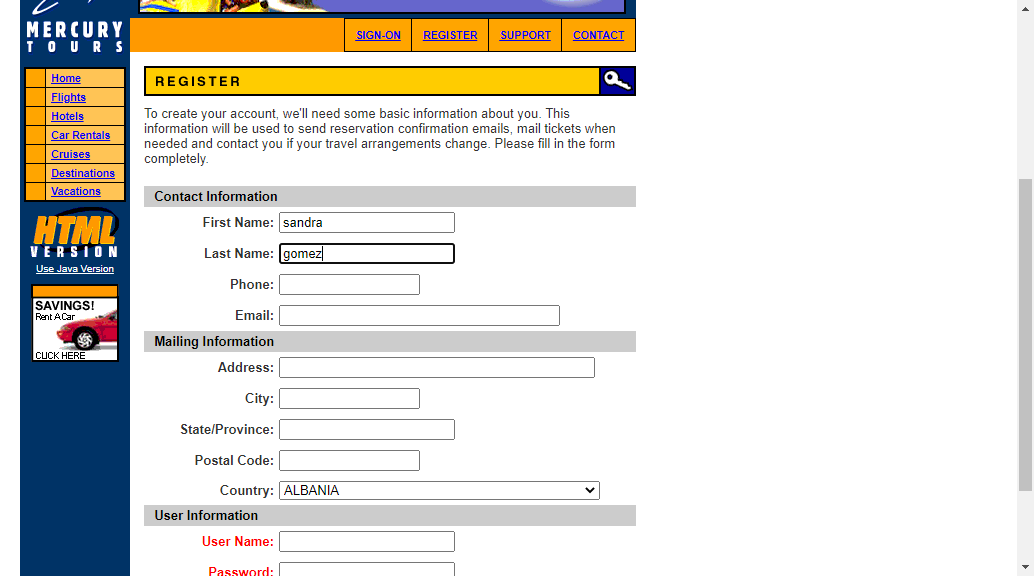 MERCURY
TOURS
SIGN-ON REGISTER SUPPORT CONTACT
Home
Flights
Hotels
Car Rentals
Cruises
Destinations
Vacations
HTML
VERSION
Use Java Version
SAVINGS!
Rent A Car
CLICK HERE
REGISTER
To create your account, we'll need some basic information about you. This
information will be used to send reservation confirmation emails, mail tickets when
needed and contact you if your travel arrangements change. Please fill in the form
completely.
Contact Information
First Name: sandra
Last Name: gomez
Phone:
Email:
Mailing Information
Address:
City:
State/Province:
Postal Code:
Country: ALBANIA
User Information
User Name:
Password: